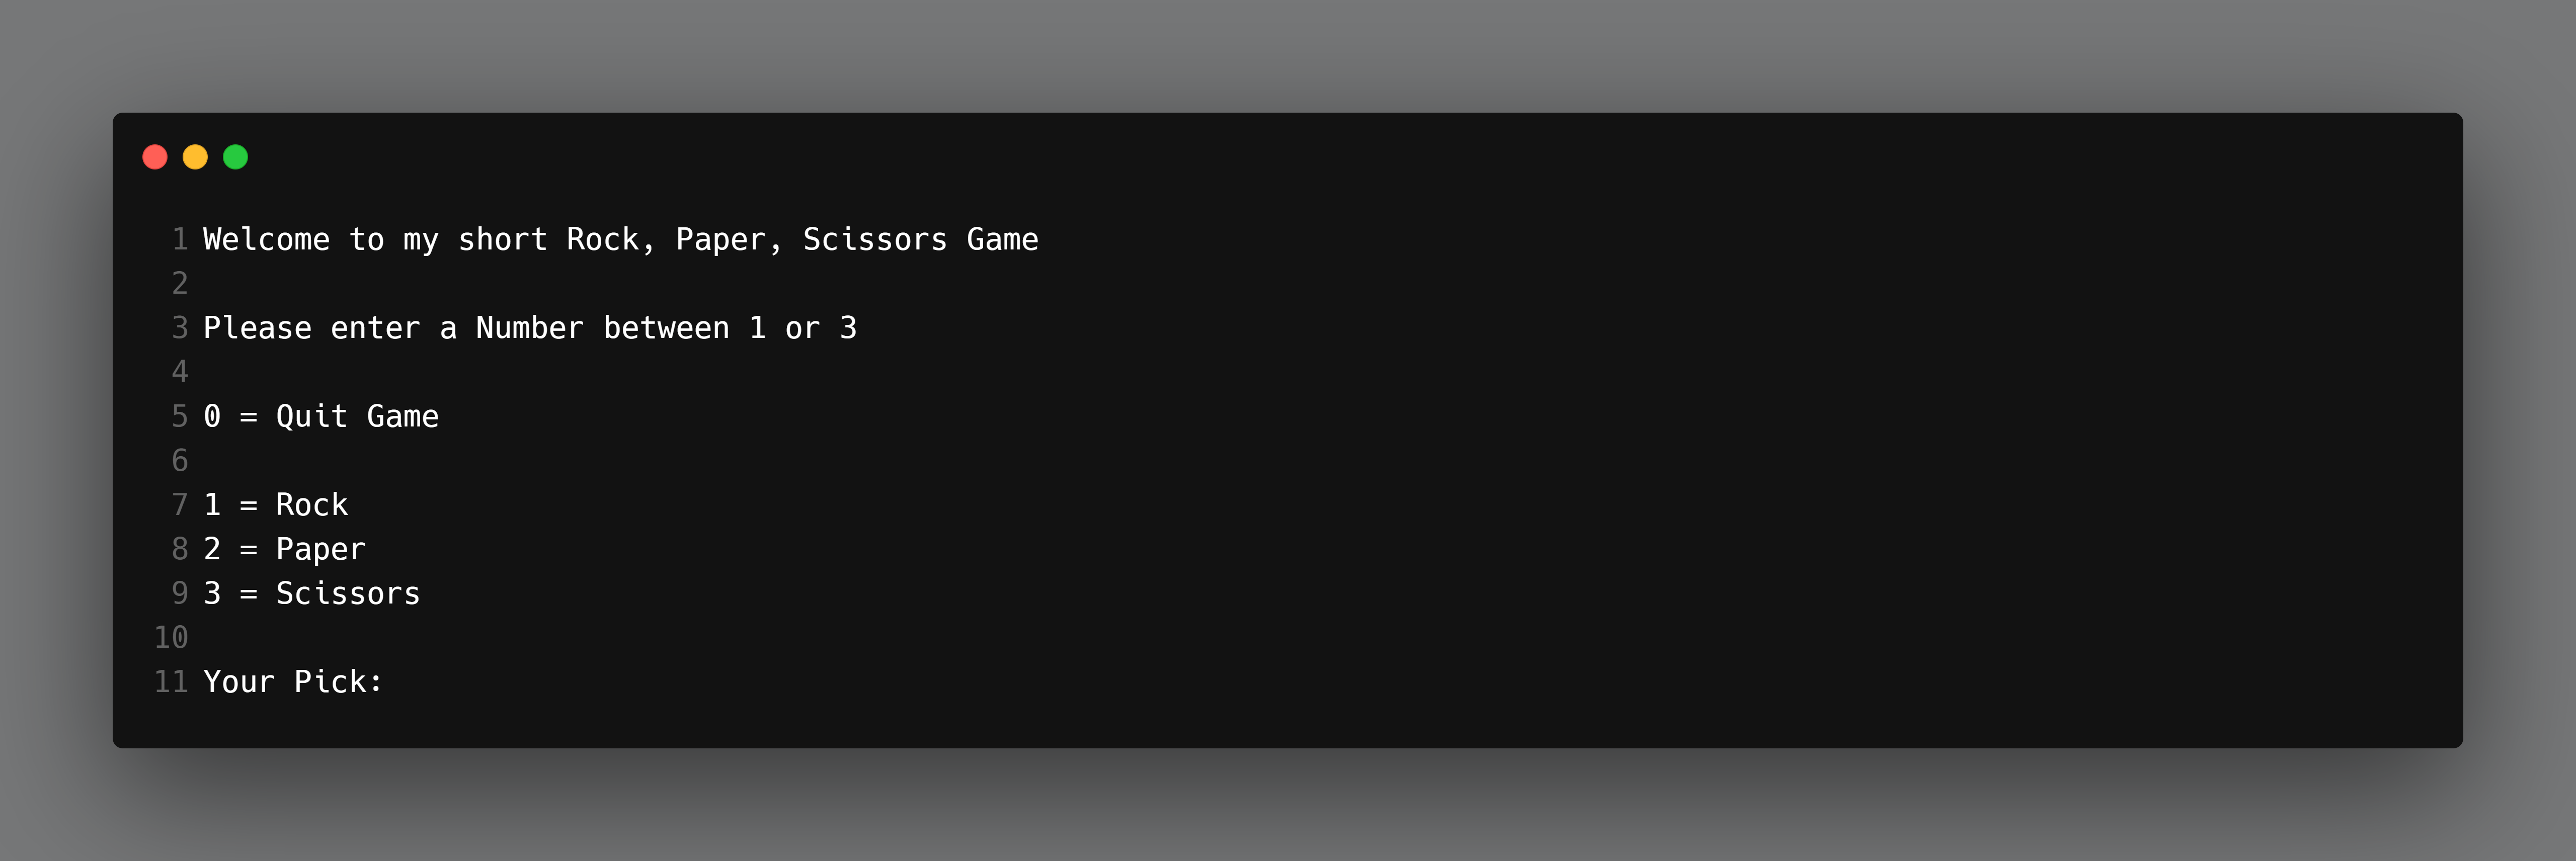 1 Welcome to my short Rock, Paper, Scissors Game
2
3 Please enter a Number between 1 or 3
4
5 0 = Quit Game
6
7 1 = Rock
8 2 = Paper
9 3 = Scissors
10
11 Your Pick: